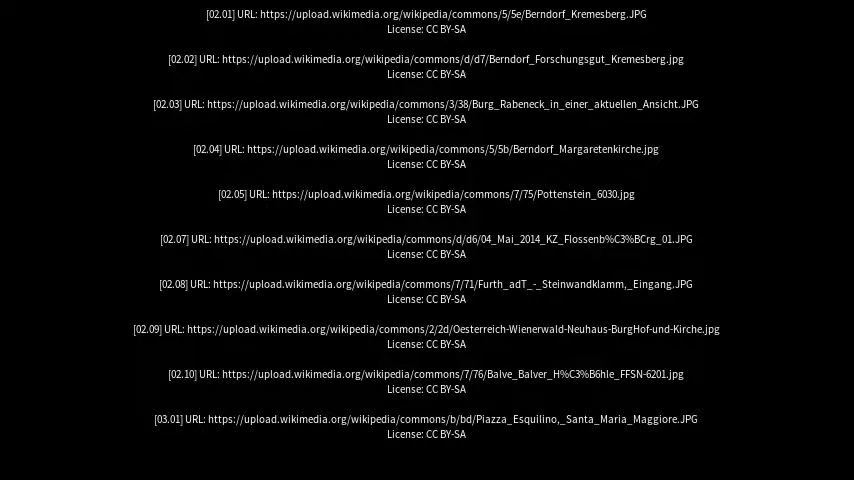 [02.01] URL: https://upload.wikimedia.org/wikipedia/commons/5/5e/Berndorf_Kremesberg.JPG
License: CC BY-SA
[02.02] URL: https://upload.wikimedia.org/wikipedia/commons/d/d7/Berndorf_Forschungsgut_Kremesberg.jpg
License: CC BY-SA
[02.03] URL: https://upload.wikimedia.org/wikipedia/commons/3/38/Burg_Rabeneck_in_einer_aktuellen_Ansicht.JPG
License: CC BY-SA
[02.04] URL: https://upload.wikimedia.org/wikipedia/commons/5/5b/Berndorf_Margaretenkirche.jpg
License: CC BY-SA
[02.05] URL: https://upload.wikimedia.org/wikipedia/commons/7/75/Pottenstein_6030.jpg
License: CC BY-SA
[02.07] URL: https://upload.wikimedia.org/wikipedia/commons/d/d6/04_Mai_2014_KZ_Flossenb%C3%BCrg_01.JPG
License: CC BY-SA
[02.08] URL: https://upload.wikimedia.org/wikipedia/commons/7/71/Furth_adT_-_Steinwandklamm,_Eingang.JPG
License: CC BY-SA
[02.09] URL: https://upload.wikimedia.org/wikipedia/commons/2/2d/Oesterreich-Wienerwald-Neuhaus-BurgHof-und-Kirche.jpg
License: CC BY-SA
[02.10] URL: https://upload.wikimedia.org/wikipedia/commons/7/76/Balve_Balver_H%C3%B6hle_FFSN-6201.jpg
License: CC BY-SA
[03.01] URL: https://upload.wikimedia.org/wikipedia/commons/b/bd/Piazza_Esquilino,_Santa_Maria_Maggiore.JPG
License: CC BY-SA